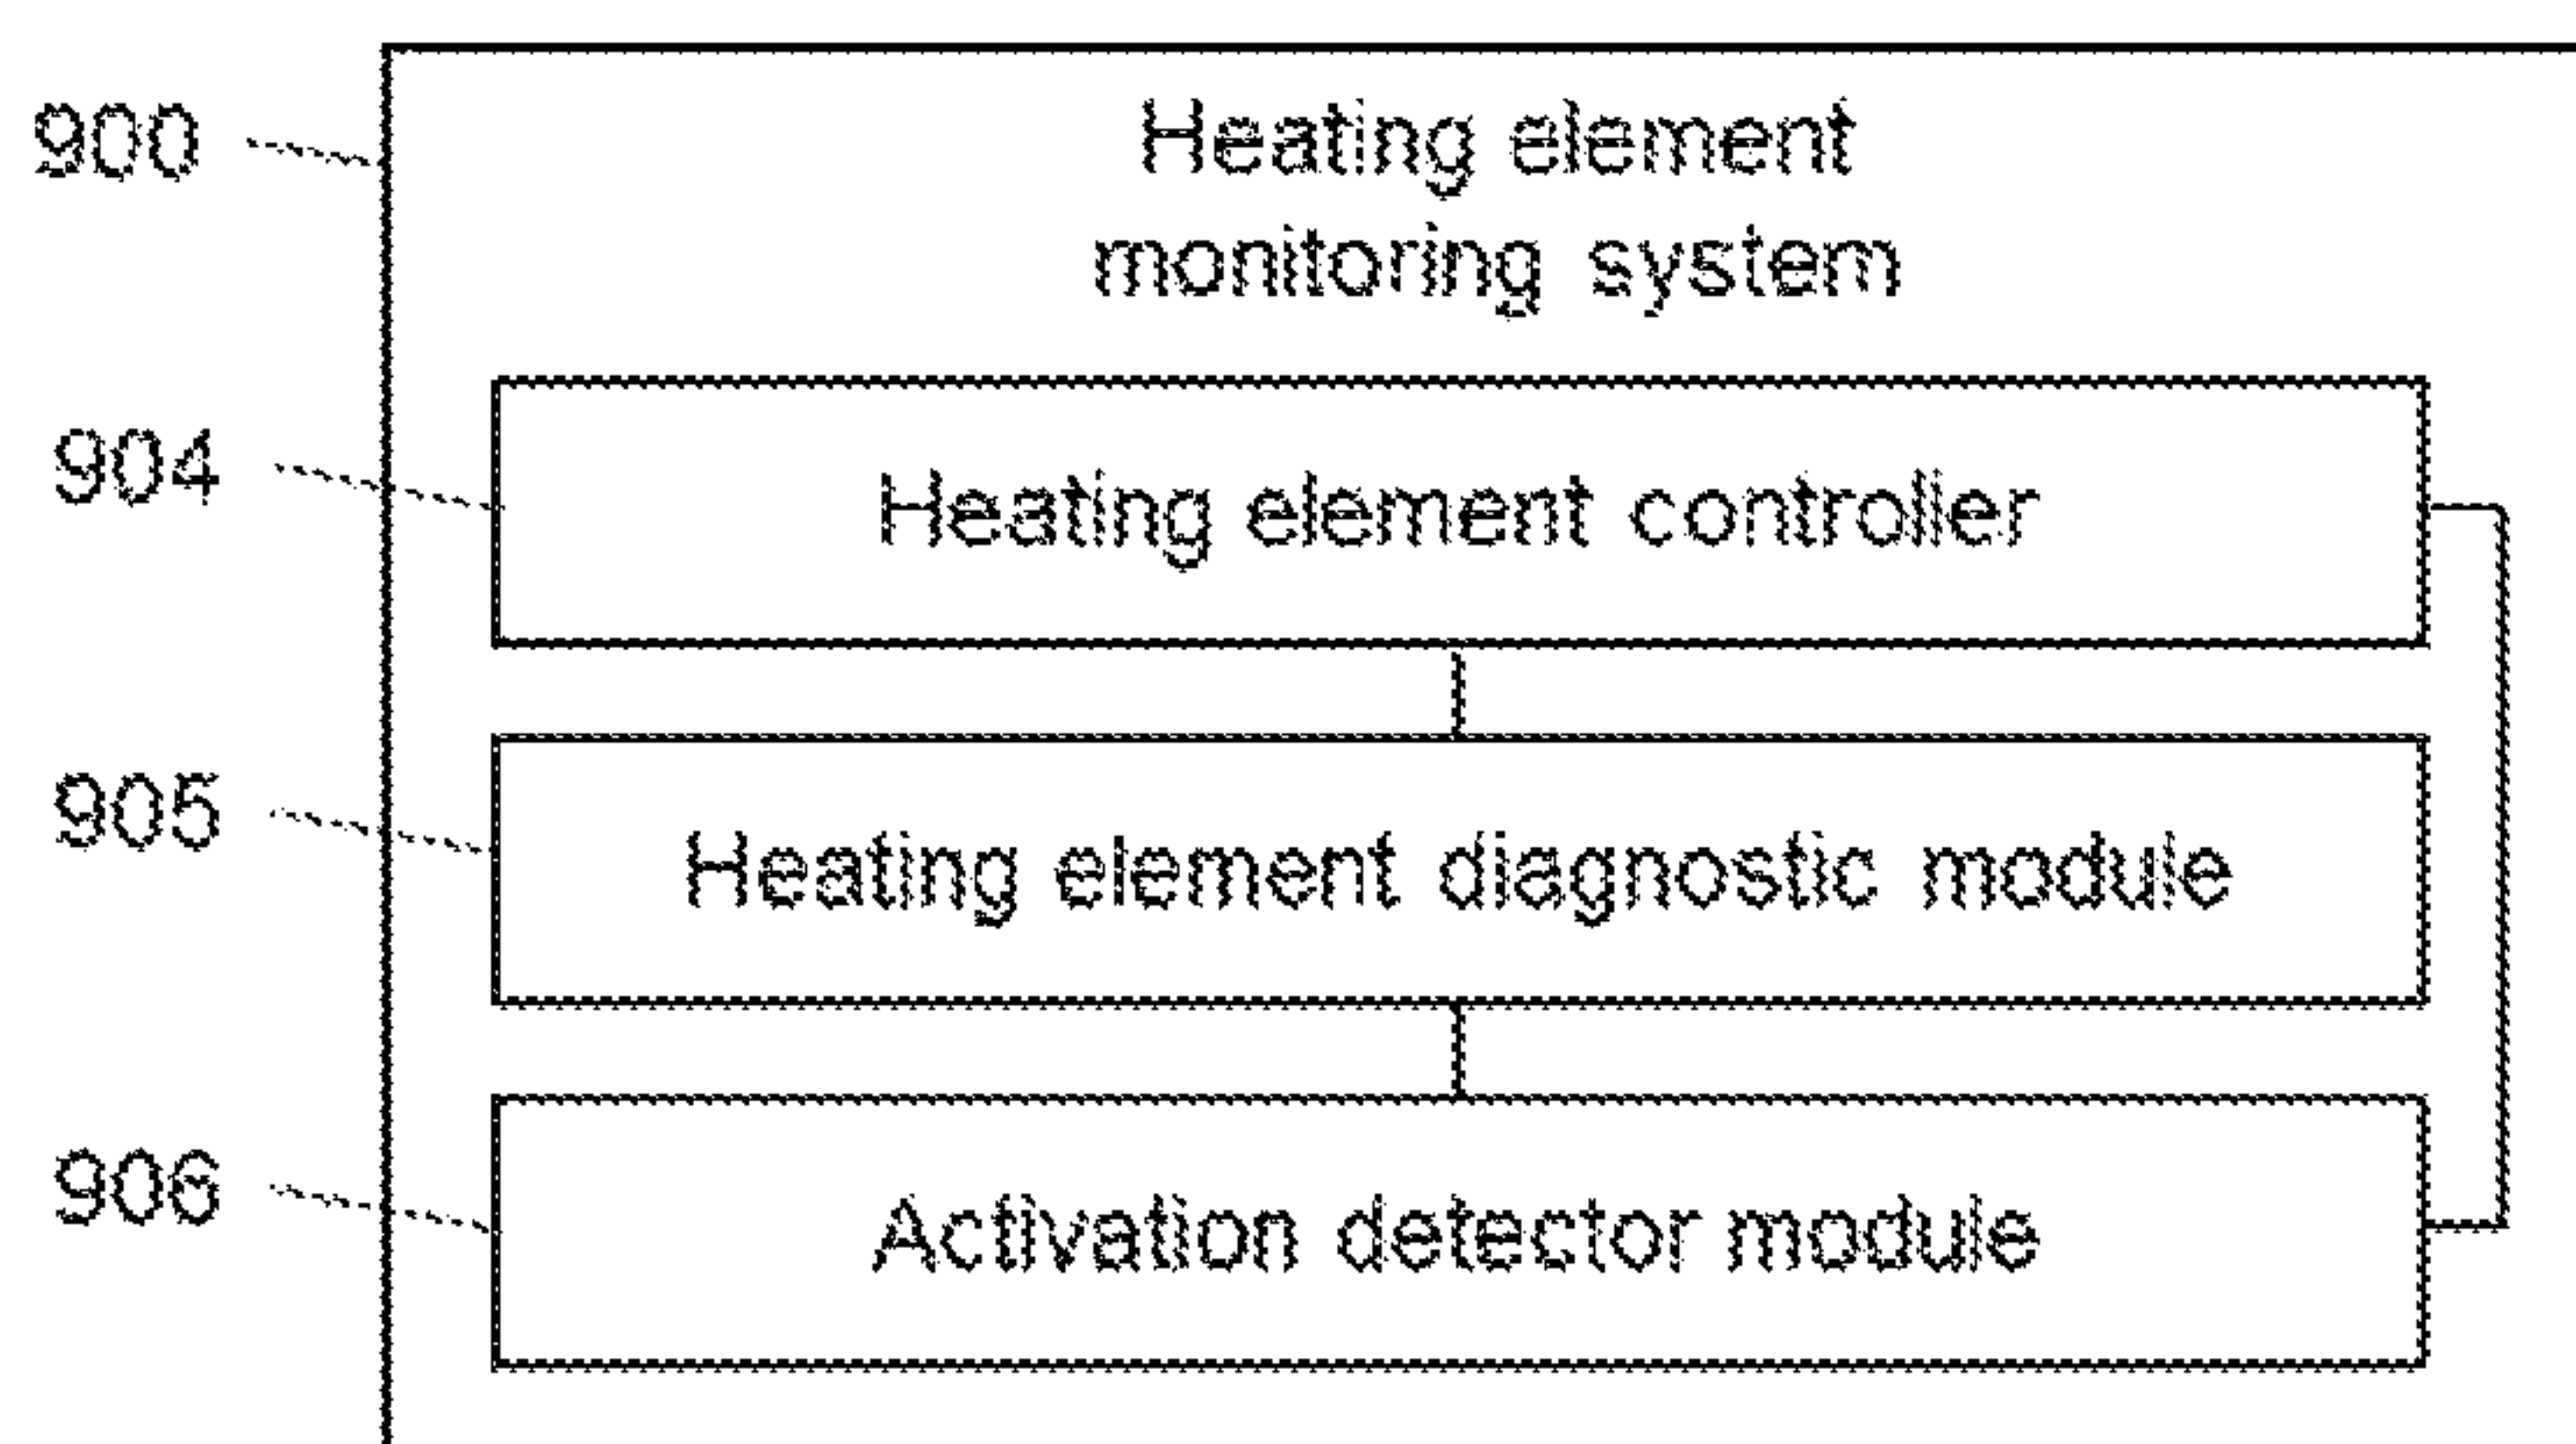 900
Heating element
monitoring system
904
Heating element controller
905
Heating element diagnostic module
906
Activation detector module